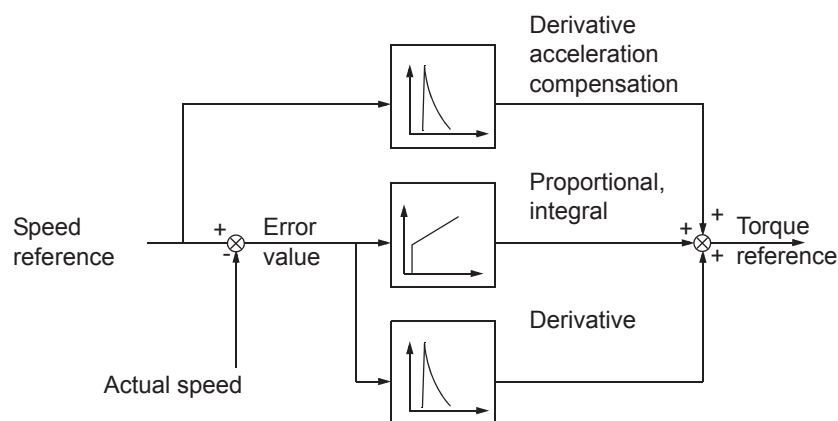 Derivative
acceleration
compensation
Proportional,
integral
Speed
reference
+
-
Error
value
+
+
+
Torque
reference
Derivative
Actual speed